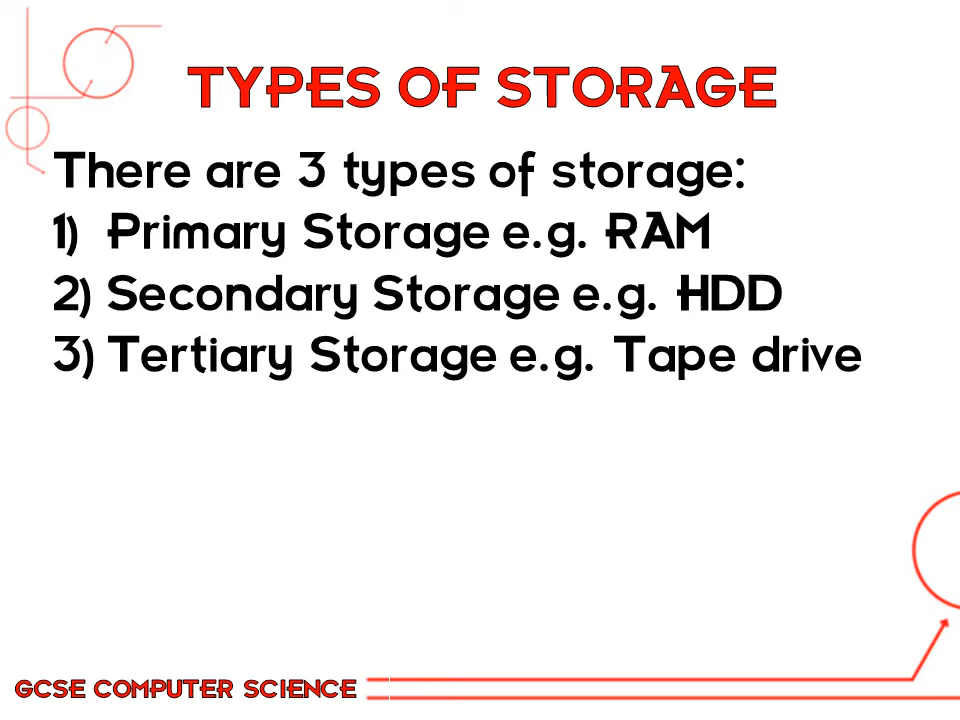 TYPES OF STORAGE
There are 3 types of storage:
1) Primary Storage e.g. RAM
2) Secondary Storage e.g. HDD
3) Tertiary Storage e.g. Tape drive
GCSE COMPUTER SCIENCE